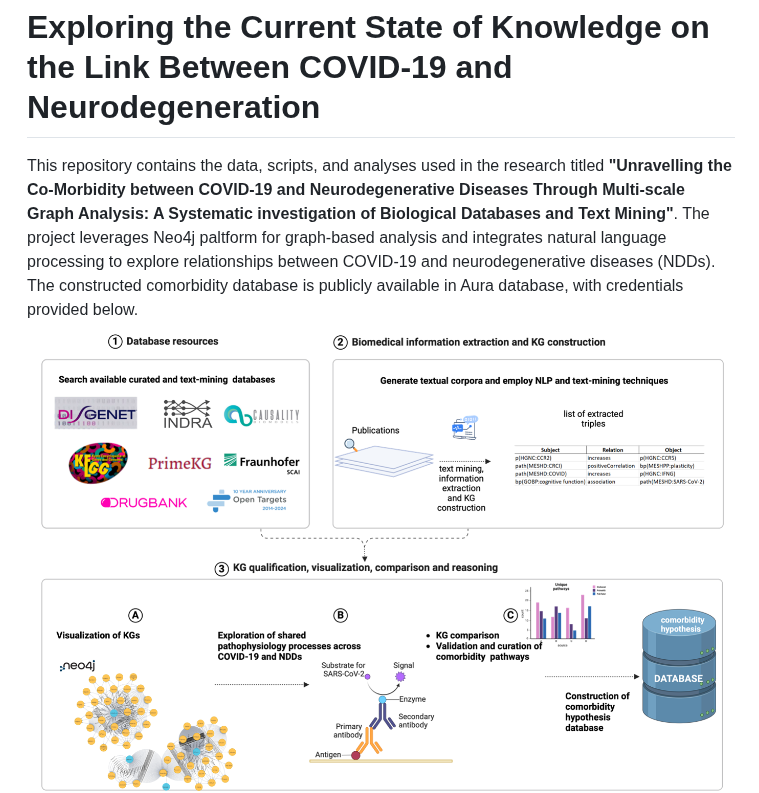 Exploring the Current State of Knowledge on
the Link Between COVID-19 and
Neurodegeneration
This repository contains the data, scripts, and analyses used in the research titled "Unravelling the
Co-Morbidity between COVID-19 and Neurodegenerative Diseases Through Multi-scale
Graph Analysis: A Systematic investigation of Biological Databases and Text Mining". The
project leverages Neo4j paltform for graph-based analysis and integrates natural language
processing to explore relationships between COVID-19 and neurodegenerative diseases (NDDs).
The constructed comorbidity database is publicly available in Aura database, with credentials
provided below.
1 Database resources
Search available curated and text-mining databases
DISGENET
INDRA
CAUSALITY
KEGG
PrimeKG
Fraunhofer
SCAI
DRUGBANK
10 YEAR ANNIVERSARY
Open Targets
2014-2024
2 Biomedical information extraction and KG construction
Generate textual corpora and employ NLP and text-mining techniques
Publications
text mining,
information
extraction
and KG
construction
list of extracted
triples
Subject Relation Object
p(HGNC:CCR2) increases p(HGNC:CCR5)
path(MESHD:CRCI) positiveCorrelation bp(MESHPP:plasticity)
path(MESHD:COVID) increases p(HGNC:IFNG)
bp(GOBP:cognitive function) association path(MESHD:SARS-CoV-2)
3 KG qualification, visualization, comparison and reasoning
A
Visualization of KGs
neo4j
B
Exploration of shared
pathophysiology processes across
COVID-19 and NDDs
Substrate for
SARS-CoV-2
Signal
Enzyme
Secondary
antibody
Primary
antibody
Antigen
C
KG comparison
Validation and curation of
comorbidity pathways
Unique
pathways
Construction of
comorbidity
hypothesis
database
comorbidity
hypothesis
DATABASE